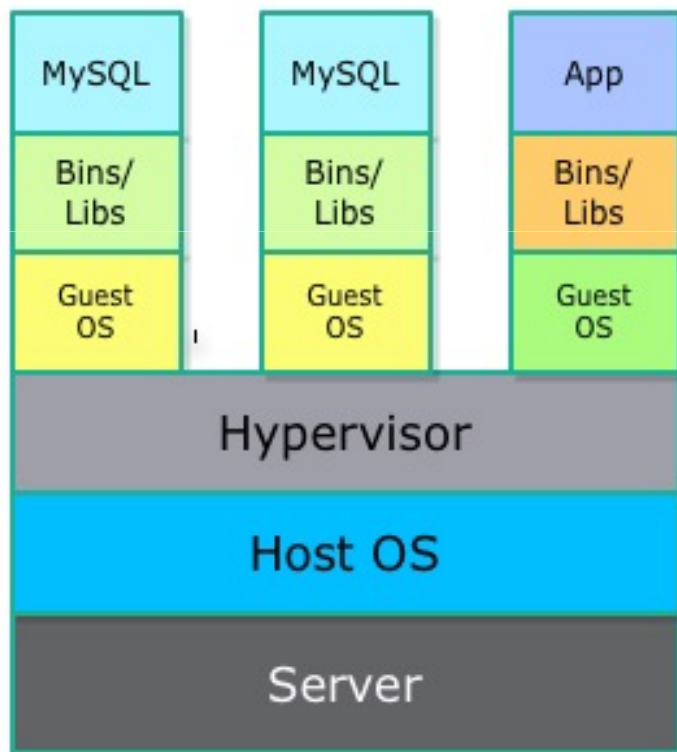 MySQL
MySQL
App
Bins/
Libs
Bins/
Libs
Bins/
Libs
Guest
OS
Guest
OS
Guest
OS
Hypervisor
Host OS
Server